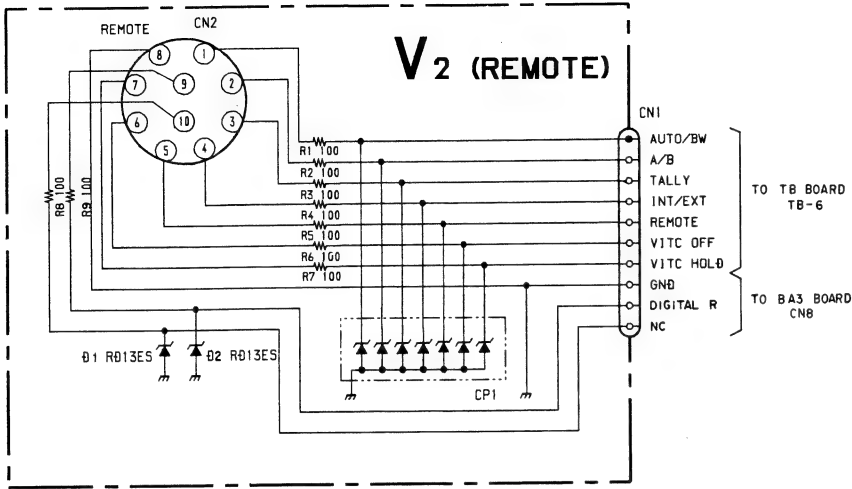 REMOTE CN2
8 1
7 9 2
6 10 3
5 4
V2 (REMOTE)
CN1
R1 100
R2 100
R3 100
R4 100
R5 100
R6 100
R7 100
R8 100
R9 100
AUTO/BW
A/B
TALLY
INT/EXT
REMOTE
VITC OFF
VITC HOLD
GND
DIGITAL R
NC
TO TB BOARD
TB-6
TO BA3 BOARD
CN8
D1 RD13ES
D2 RD13ES
CP1